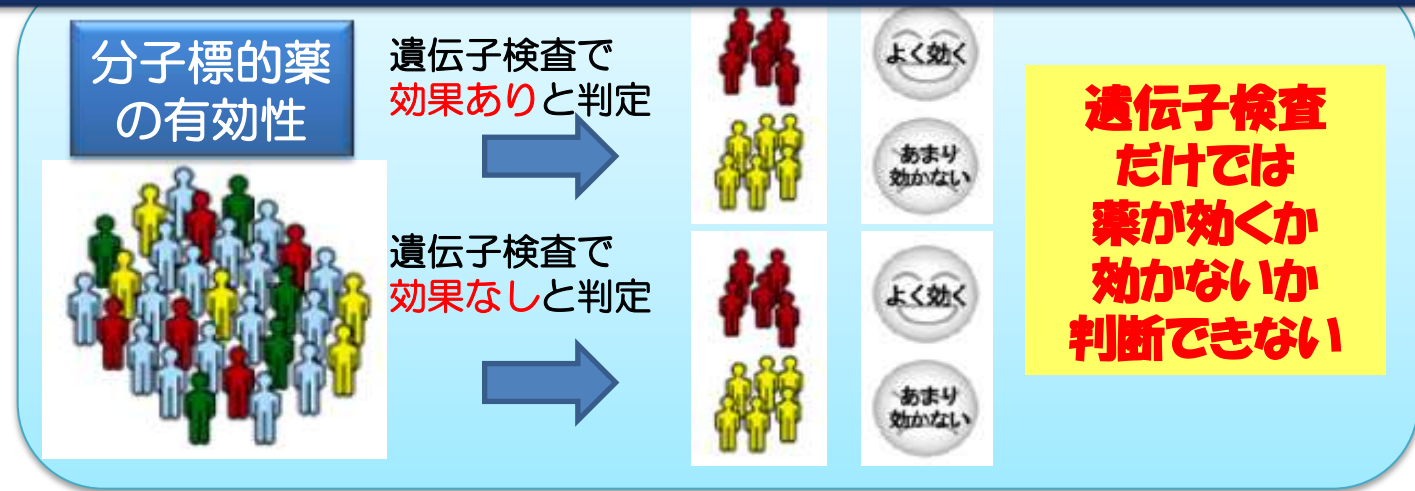 分子標的薬
の有効性
遺伝子検査で
効果ありと判定
よく効く
あまり
効かない
遺伝子検査で
効果なしと判定
よく効く
あまり
効かない
遺伝子検査
だけでは
薬が効くか
効かないか
判断できない